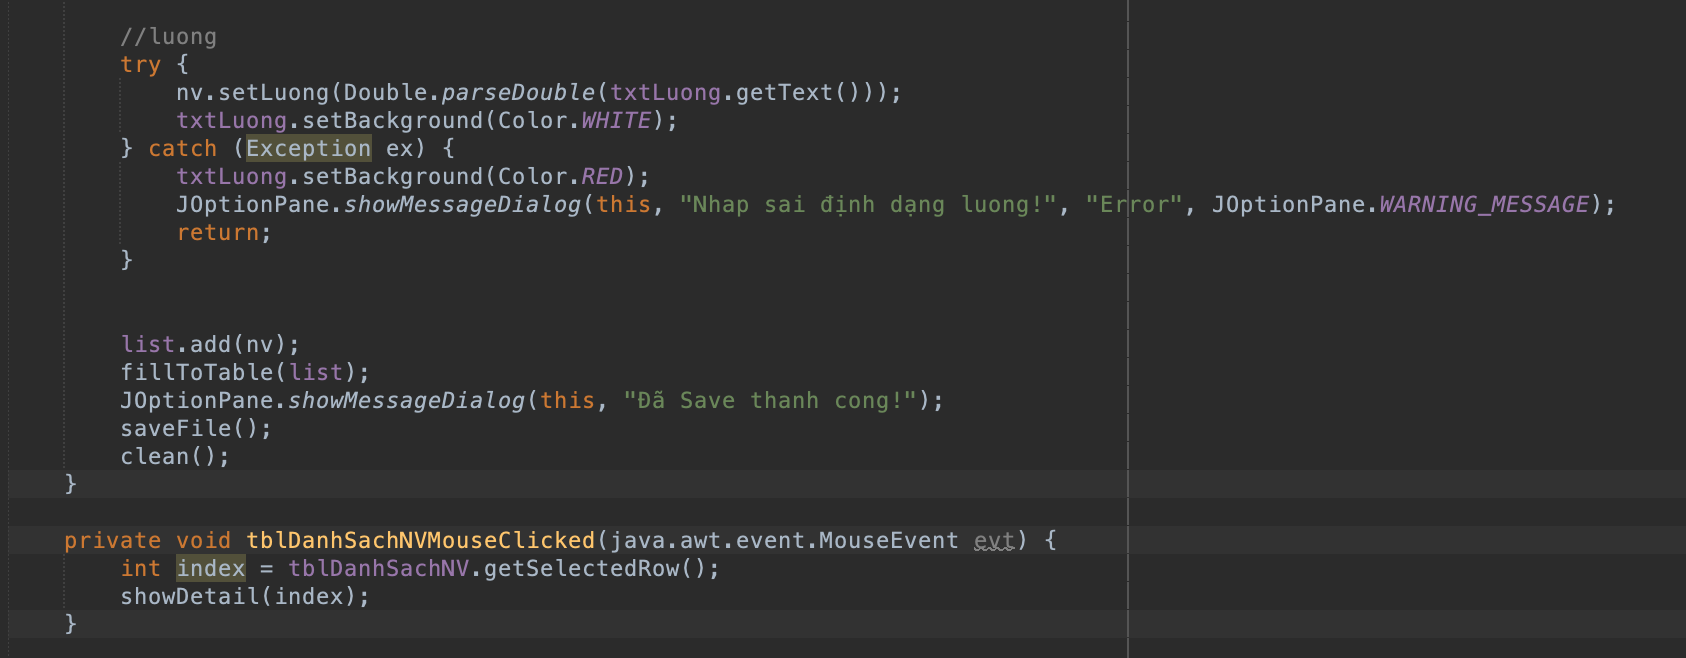 //luong
try {
nv.setLuong(Double.parseDouble(txtLuong.getText()));
txtLuong.setBackground(Color.WHITE);
} catch (Exception ex) {
txtLuong.setBackground(Color.RED);
JOptionPane.showMessageDialog(this, "Nhap sai định dạng luong!", "Error", JOptionPane.WARNING_MESSAGE);
return;
}
list.add(nv);
fillToTable(list);
JOptionPane.showMessageDialog(this, "Đã Save thanh cong!");
saveFile();
clean();
}
private void tblDanhSachNVMouseClicked(java.awt.event.MouseEvent evt) {
int index = tblDanhSachNV.getSelectedRow();
showDetail(index);
}